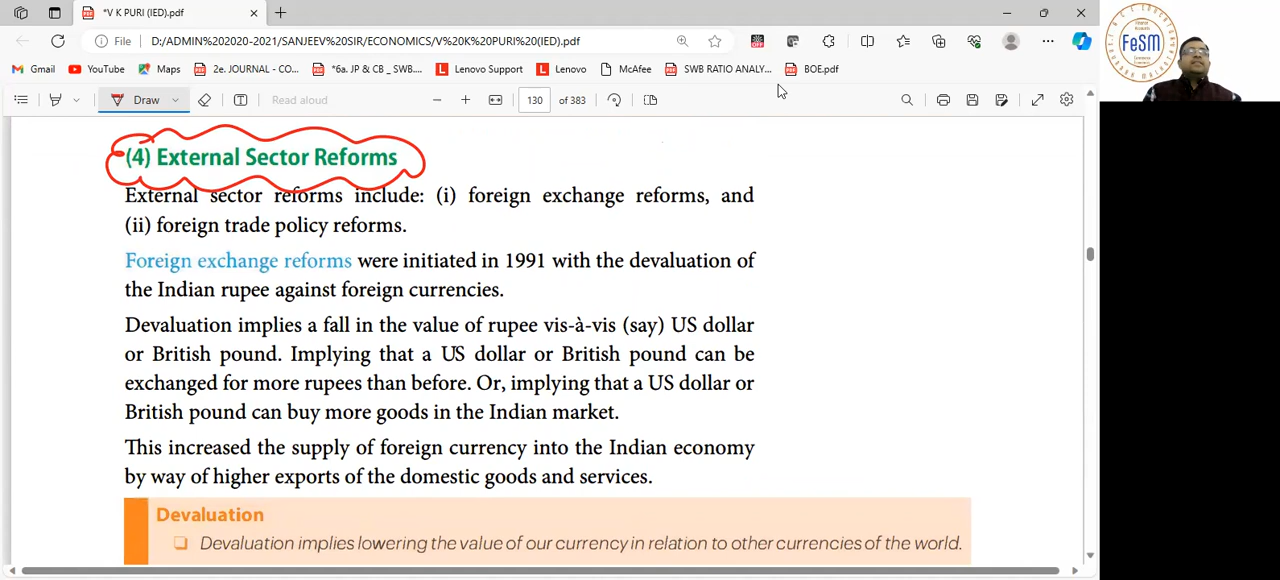 *V K PURI (IED).pdf
File D:/ADMIN%202020-2021/SANJEEV%20SIR/ECONOMICS/V%20K%20PURI%20(IED).pdf
Gmail YouTube Maps 2e. JOURNAL - CO... *6a. JP & CB _SWB.... Lenovo Support Lenovo McAfee SWB RATIO ANALY... BOE.pdf
Draw Read aloud 130 of 383
FeSM
(4) External Sector Reforms
External sector reforms include: (i) foreign exchange reforms, and
(ii) foreign trade policy reforms.
Foreign exchange reforms were initiated in 1991 with the devaluation of
the Indian rupee against foreign currencies.
Devaluation implies a fall in the value of rupee vis-à-vis (say) US dollar
or British pound. Implying that a US dollar or British pound can be
exchanged for more rupees than before. Or, implying that a US dollar or
British pound can buy more goods in the Indian market.
This increased the supply of foreign currency into the Indian economy
by way of higher exports of the domestic goods and services.
Devaluation
Devaluation implies lowering the value of our currency in relation to other currencies of the world.